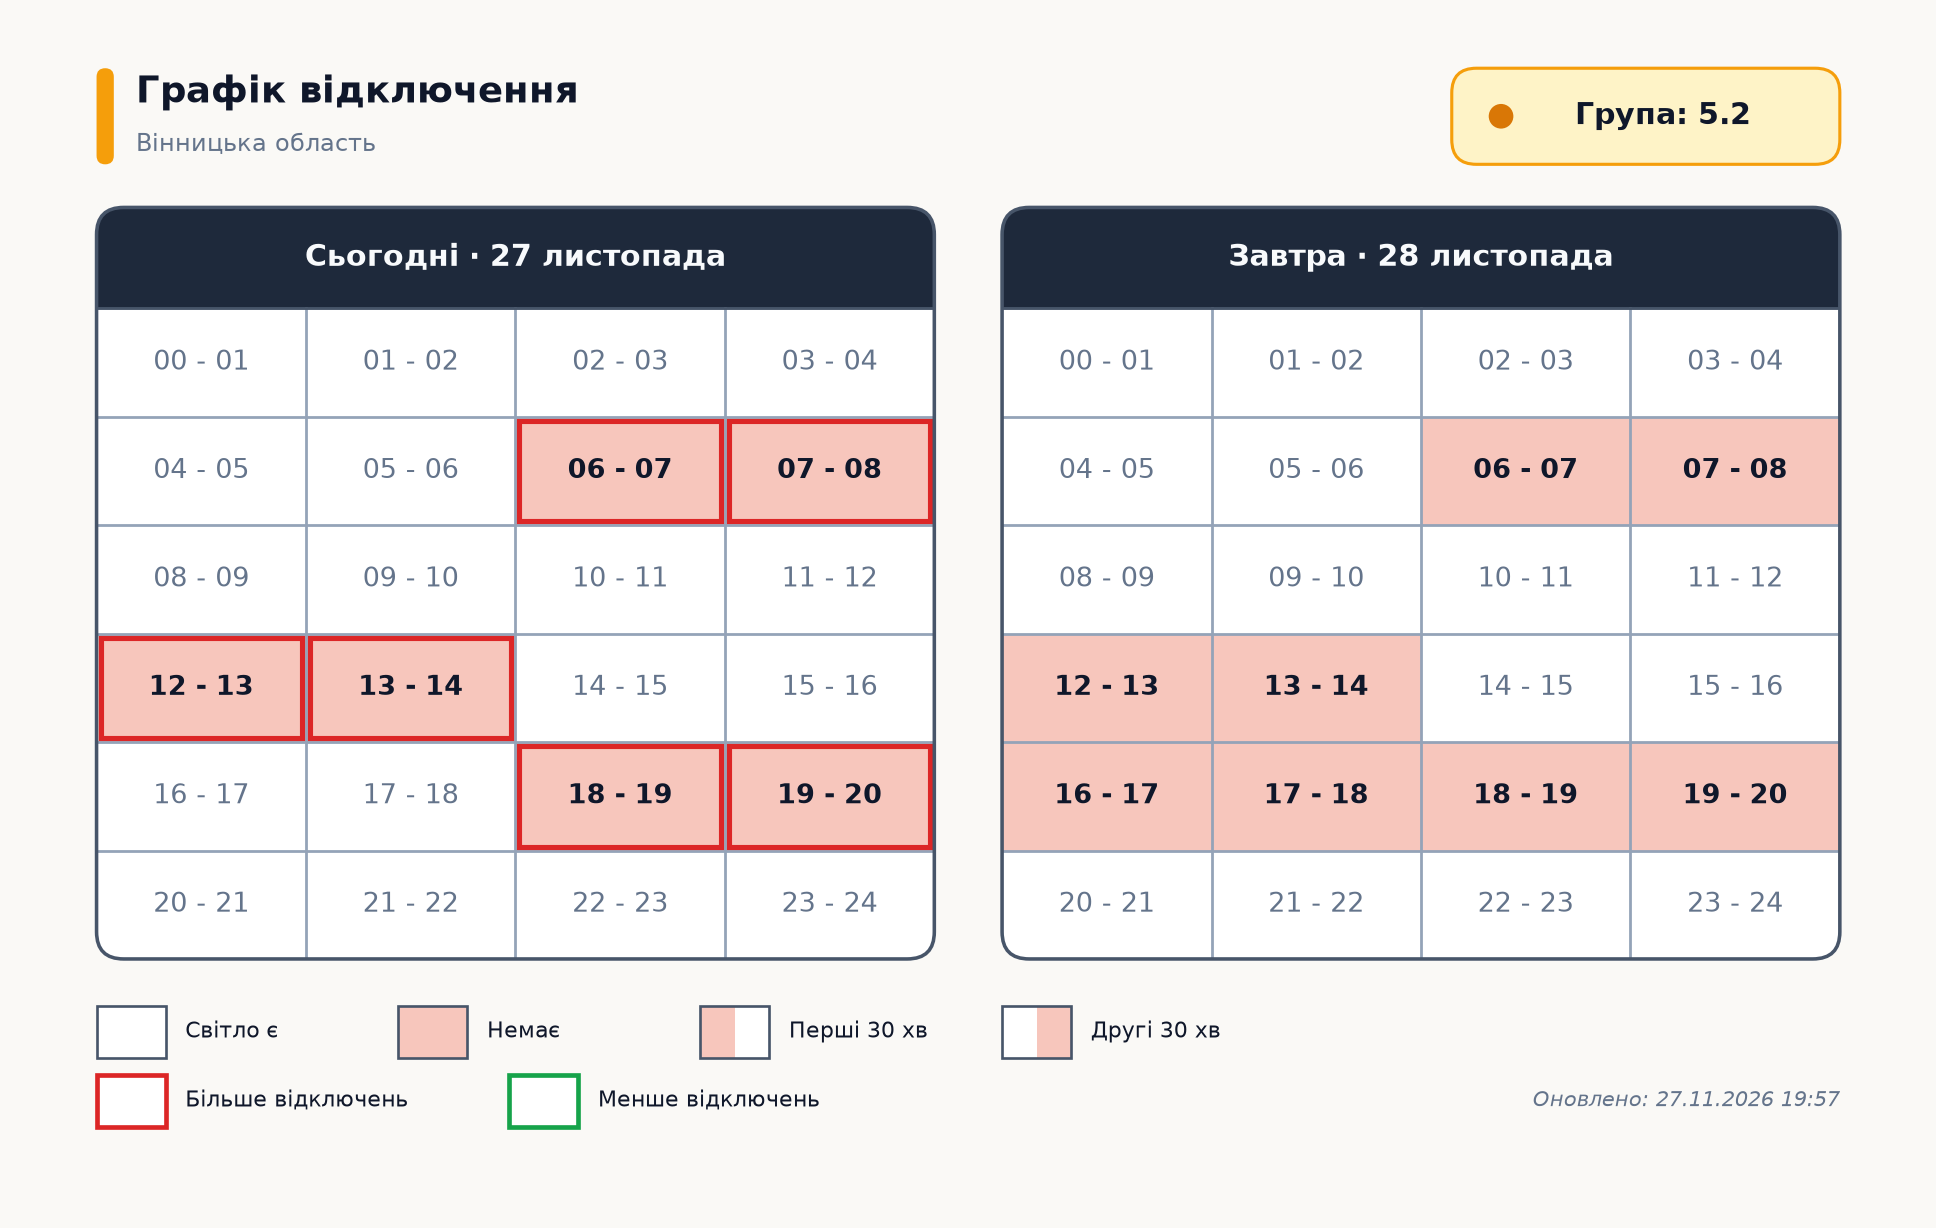 Графік відключення
Вінницька область
Група: 5.2
Сьогодні · 27 листопада
00 - 01 01 - 02 02 - 03 03 - 04
04 - 05 05 - 06 06 - 07 07 - 08
08 - 09 09 - 10 10 - 11 11 - 12
12 - 13 13 - 14 14 - 15 15 - 16
16 - 17 17 - 18 18 - 19 19 - 20
20 - 21 21 - 22 22 - 23 23 - 24
Завтра · 28 листопада
00 - 01 01 - 02 02 - 03 03 - 04
04 - 05 05 - 06 06 - 07 07 - 08
08 - 09 09 - 10 10 - 11 11 - 12
12 - 13 13 - 14 14 - 15 15 - 16
16 - 17 17 - 18 18 - 19 19 - 20
20 - 21 21 - 22 22 - 23 23 - 24
Світло є Немає Перші 30 хв Другі 30 хв
Більше відключень Менше відключень
Оновлено: 27.11.2026 19:57